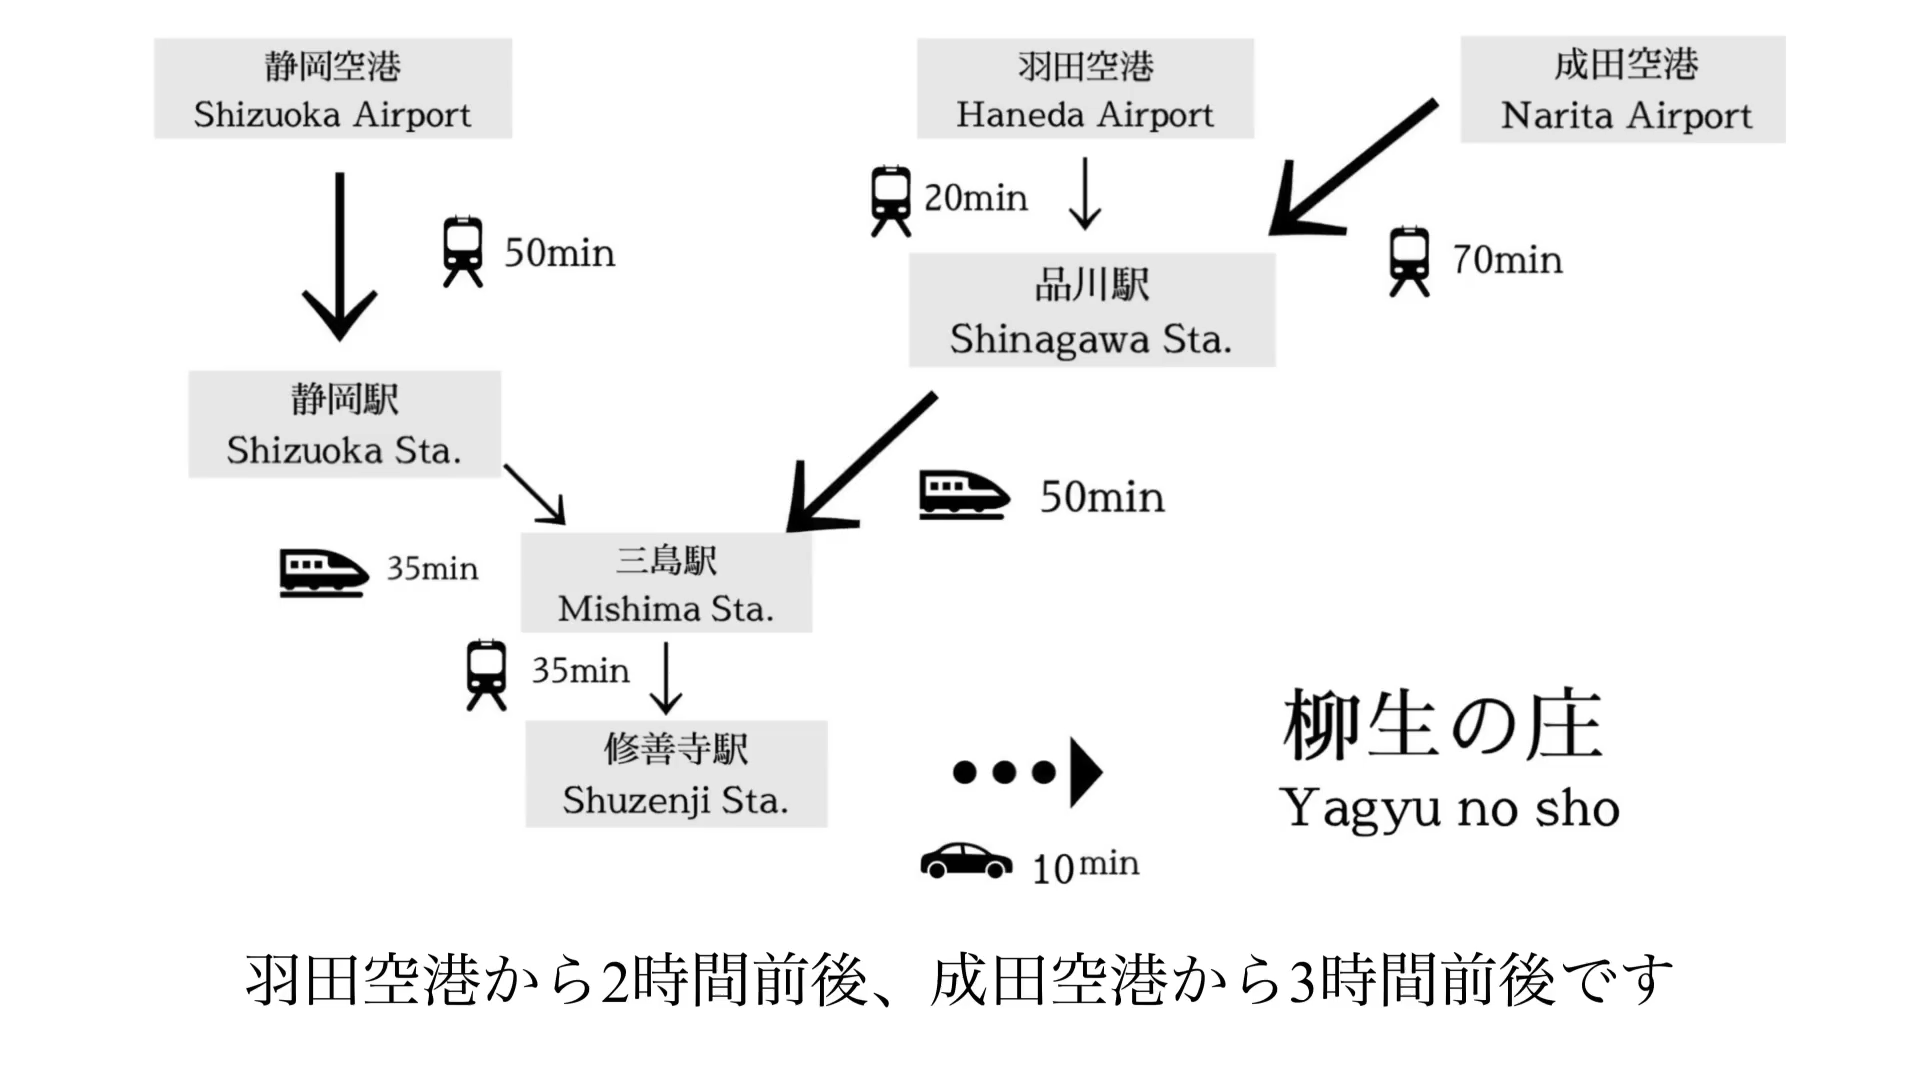 静岡空港
Shizuoka Airport
羽田空港
Haneda Airport
成田空港
Narita Airport
20min
50min
70min
品川駅
Shinagawa Sta.
静岡駅
Shizuoka Sta.
50min
35min
三島駅
Mishima Sta.
35min
修善寺駅
Shuzenji Sta.
柳生の庄
Yagyu no sho
10min
羽田空港から2時間前後、成田空港から3時間前後です